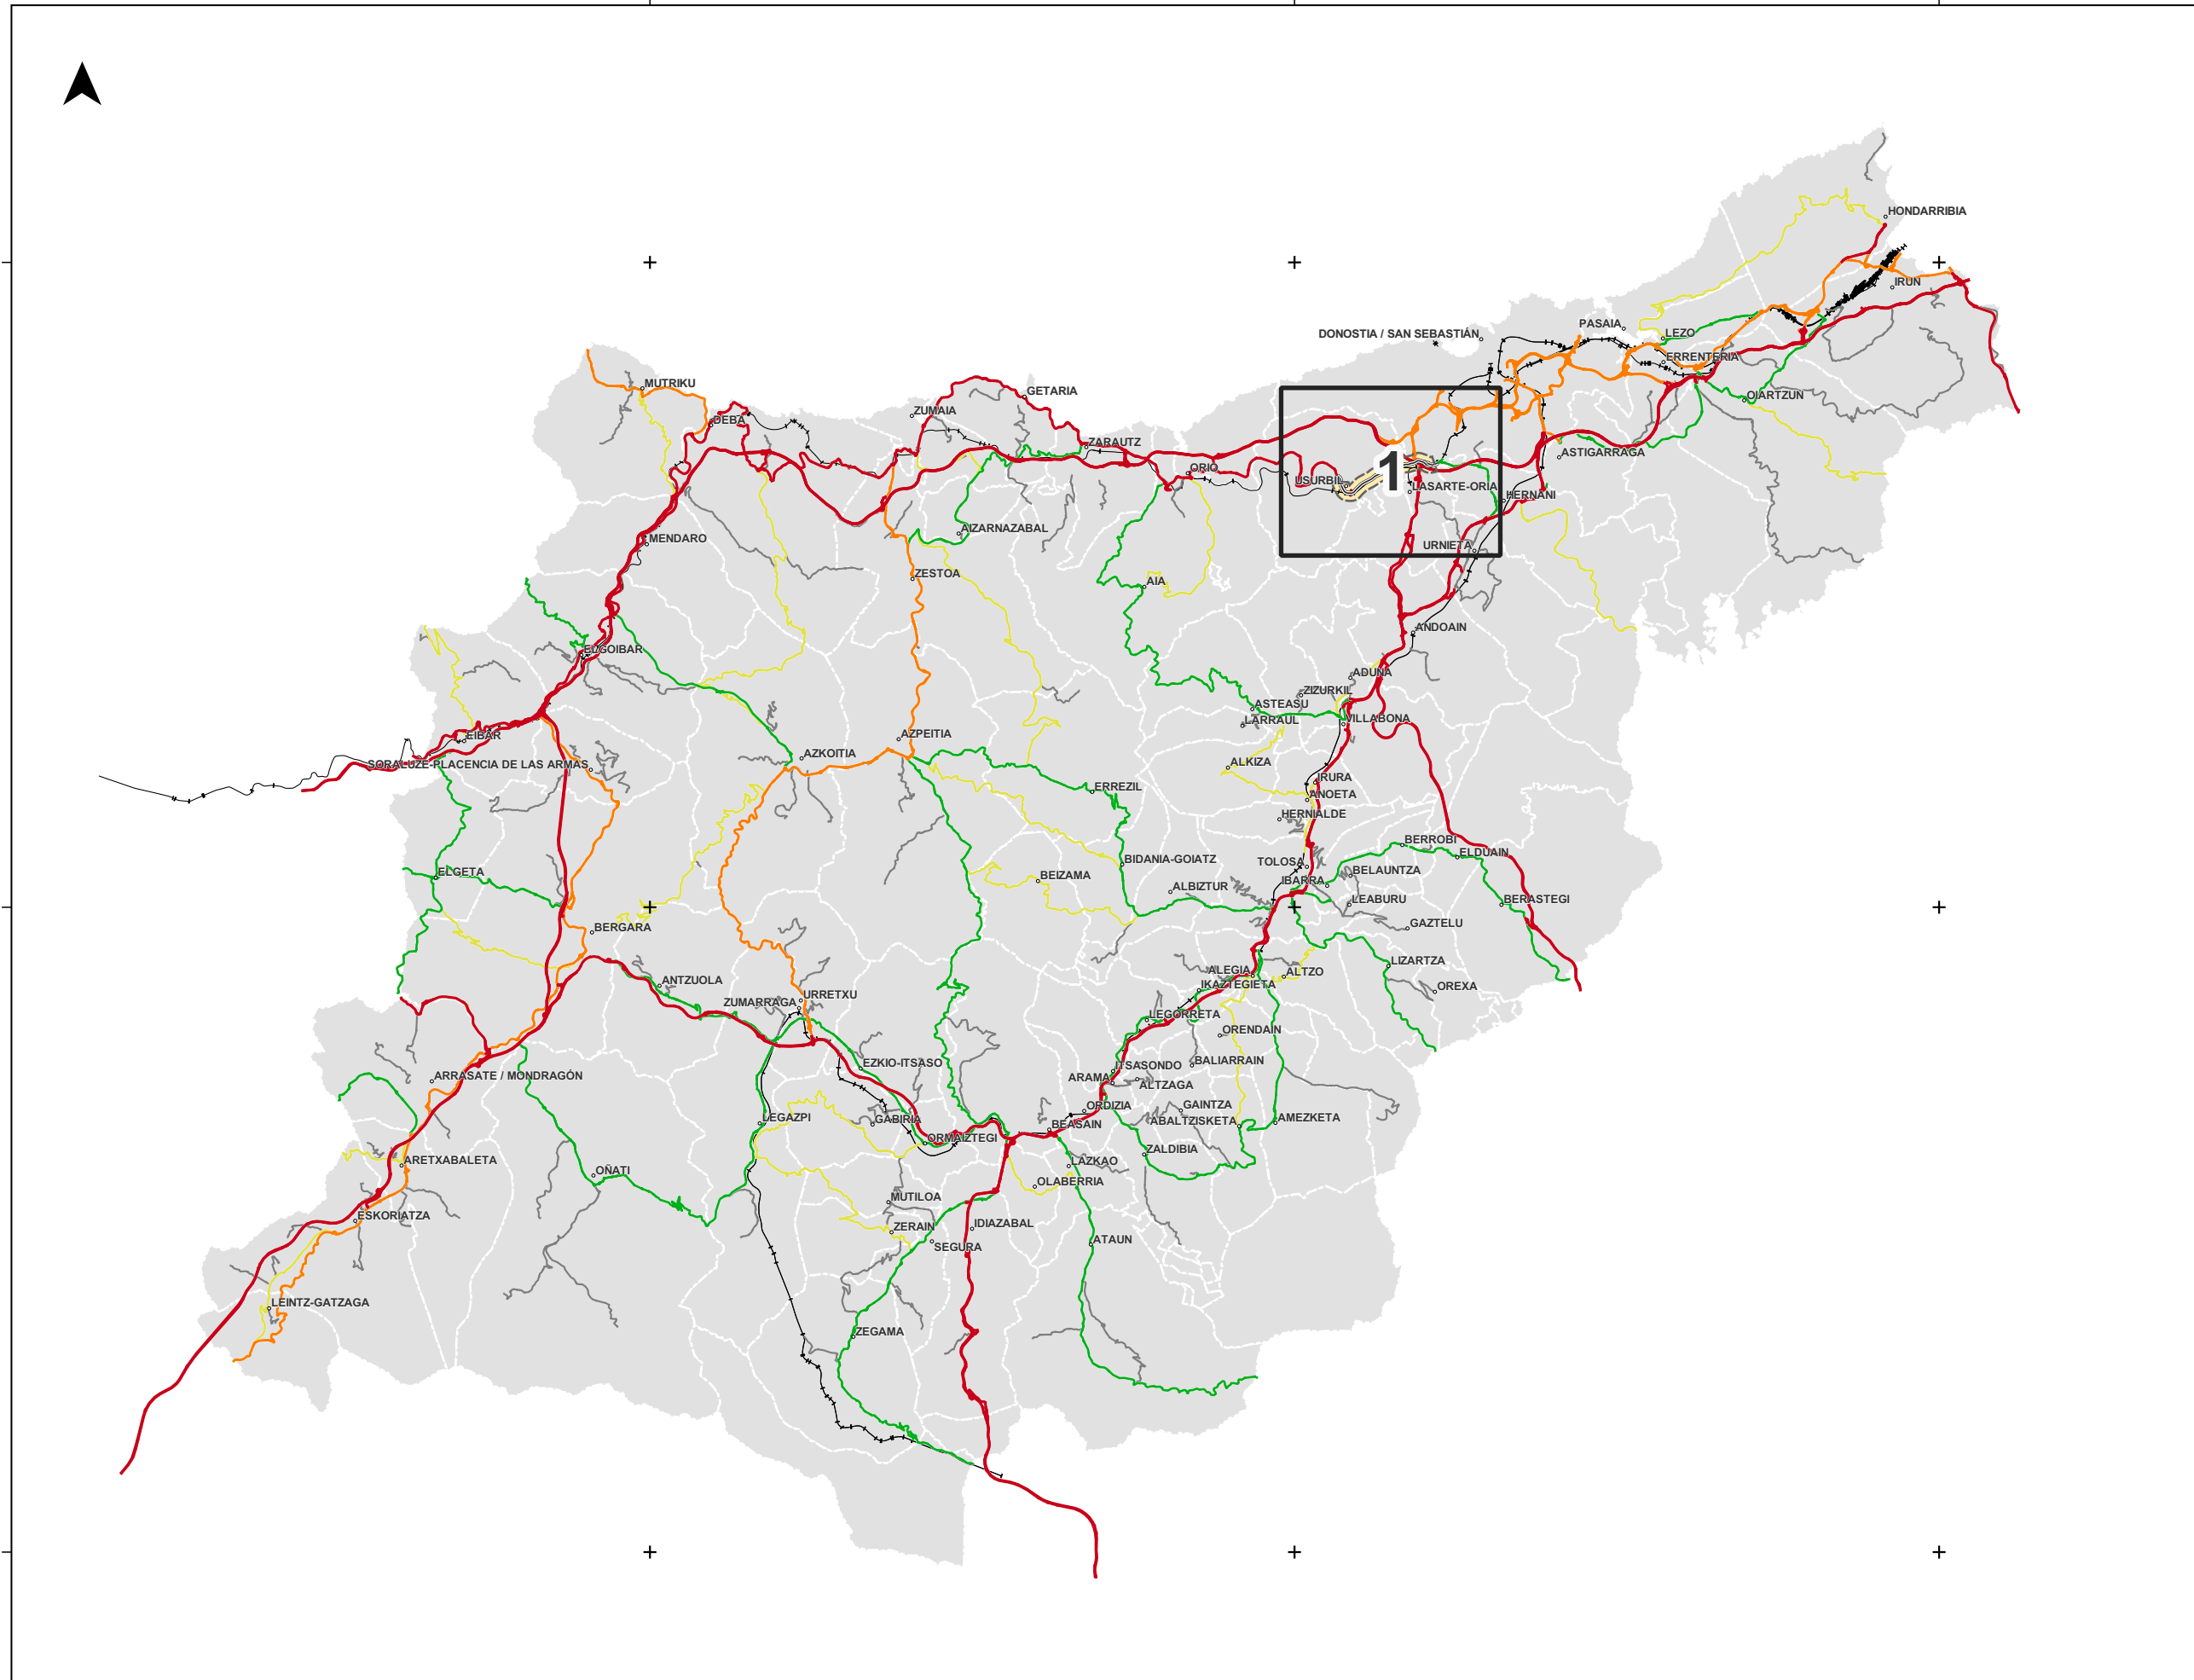 HONDARRIBIA
IRUN
PASAIA
DONOSTIA / SAN SEBASTIÁN
LEZO
ERRENTERIA
MUTRIKU
GETARIA
OIARTZUN
ZUMAIA
DEBA
ZARAUTZ
ASTIGARRAGA
ORIO
1
USURBIL
LASARTE-ORIA
HERNANI
AIZARNAZABAL
MENDARO
URNIETA
ZESTOA
AIA
ANDOAIN
ELGOIBAR
ADUNA
ZIZURKIL
ASTEASU
LARRAUL
VILLABONA
EIBAR
AZPEITIA
AZKOITIA
SORALUZE-PLACENCIA DE LAS ARMAS
ALKIZA
IRURA
ERREZIL
ANOETA
HERNIALDE
BERROBI
ELDUAIN
BIDANIA-GOIATZ
TOLOSA
ELGETA
BELAUNTZA
BEIZAMA
IBARRA
ALBIZTUR
LEABURU
BERASTEGI
GAZTELU
BERGARA
LIZARTZA
ALEGIA
ALTZO
ANTZUOLA
IKAZTEGIETA
OREXA
URRETXU
ZUMARRAGA
LEGORRETA
ORENDAIN
EZKIO-ITSASO
BALIARRAIN
ITSASONDO
ARRASATE / MONDRAGÓN
ARAMA
ALTZAGA
ORDIZIA
GAINTZA
LEGAZPI
GABIRIA
ABALTZISKETA
AMEZKETA
BEASAIN
ORMAIZTEGI
ZALDIBIA
ARETXABALETA
LAZKAO
OÑATI
OLABERRIA
MUTILOA
ESKORIATZA
ZERAIN
IDIAZABAL
ATAUN
SEGURA
LEINTZ-GATZAGA
ZEGAMA